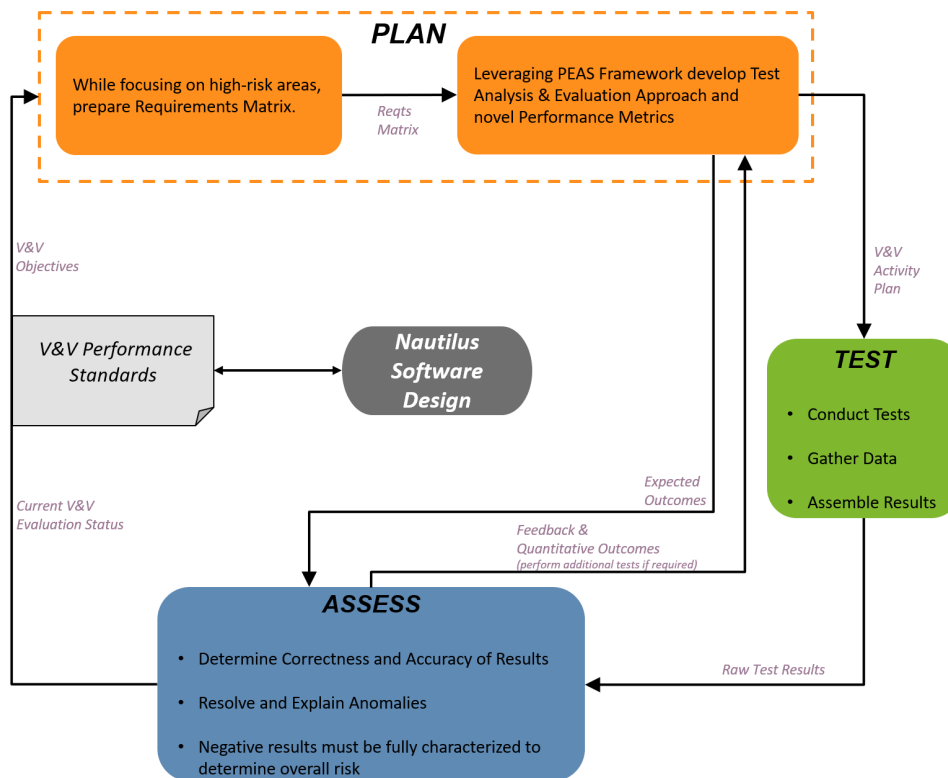 PLAN
While focusing on high-risk areas,
prepare Requirements Matrix.
Reqts
Matrix
Leveraging PEAS Framework develop Test
Analysis & Evaluation Approach and
novel Performance Metrics
V&V
Objectives
V&V
Activity
Plan
V&V Performance
Standards
Nautilus
Software
Design
TEST
• Conduct Tests
• Gather Data
• Assemble Results
Current V&V
Evaluation Status
Expected
Outcomes
Feedback &
Quantitative Outcomes
(perform additional tests if required)
ASSESS
• Determine Correctness and Accuracy of Results
• Resolve and Explain Anomalies
• Negative results must be fully characterized to
determine overall risk
Raw Test Results